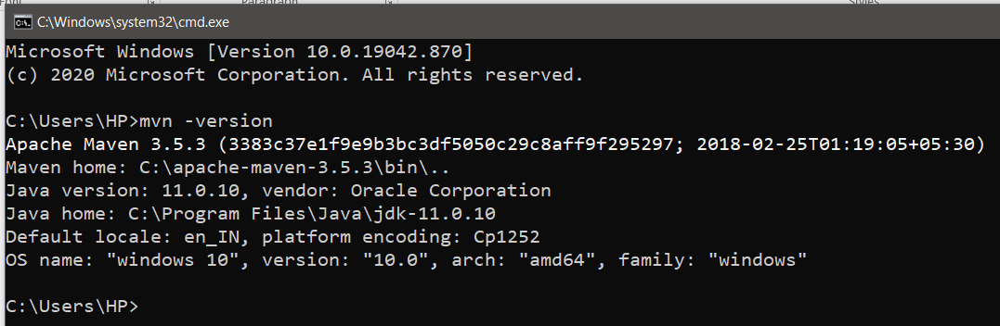 Paragraph
Styles
C:\Windows\system32\cmd.exe
Microsoft Windows [Version 10.0.19042.870]
(c) 2020 Microsoft Corporation. All rights reserved.
C:\Users\HP>mvn -version
Apache Maven 3.5.3 (3383c37e1f9e9b3bc3df5050c29c8aff9f295297; 2018-02-25T01:19:05+05:30)
Maven home: C:\apache-maven-3.5.3\bin\..
Java version: 11.0.10, vendor: Oracle Corporation
Java home: C:\Program Files\Java\jdk-11.0.10
Default locale: en_IN, platform encoding: Cp1252
OS name: "windows 10", version: "10.0", arch: "amd64", family: "windows"
C:\Users\HP>